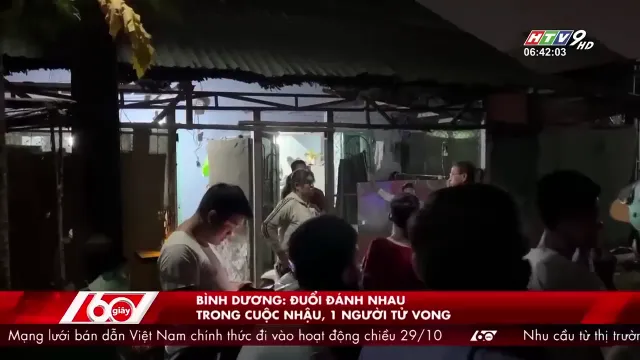 HTV9 HD
06:42:03
60 giây
BÌNH DƯƠNG: ĐUỔI ĐÁNH NHAU
TRONG CUỘC NHẬU, 1 NGƯỜI TỬ VONG
Mạng lưới bán dẫn Việt Nam chính thức đi vào hoạt động chiều 29/10 60 Nhu cầu từ thị trườ